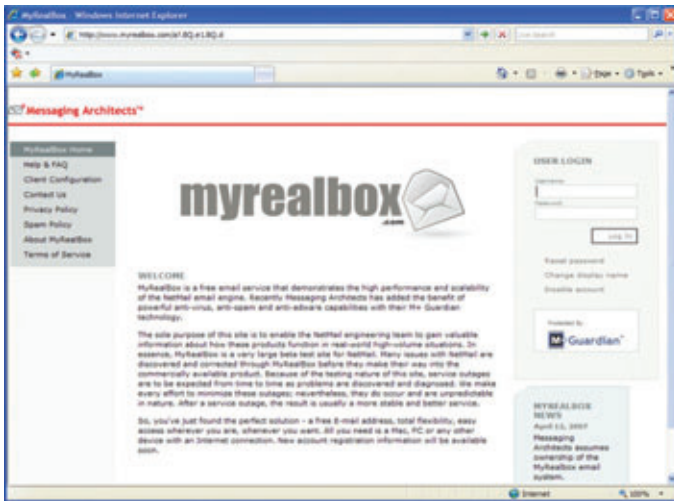 MyRealBox - Windows Internet Explorer
Live Search
MyRealBox
Page
Tools
Messaging Architects™
MyRealBox Home
Help & FAQ
Client Configuration
Contact Us
Privacy Policy
Spam Policy
About MyRealBox
Terms of Service
myrealbox
.com
WELCOME
MyRealBox is a free email service that demonstrates the high performance and scalability
of the NetMail email engine. Recently Messaging Architects has added the benefit of
powerful anti-virus, anti-spam and anti-adware capabilities with their M+ Guardian
technology.
The sole purpose of this site is to enable the NetMail engineering team to gain valuable
information about how these products function in real-world high-volume situations. In
essence, MyRealBox is a very large beta test site for NetMail. Many issues with NetMail are
discovered and corrected through MyRealBox before they make their way into the
commercially available product. Because of the testing nature of this site, service outages
are to be expected from time to time as problems are discovered and diagnosed. We make
every effort to minimize these outages; nevertheless, they do occur and are unpredictable
in nature. After a service outage, the result is usually a more stable and better service.
So, you've just found the perfect solution - a free E-mail address, total flexibility, easy
access wherever you are, whenever you want. All you need is a Mac, PC or any other
device with an Internet connection. New account registration information will be available
soon.
USER LOGIN
Username:
Password:
Log In
Reset password
Change display name
Disable account
Protected by
M+Guardian™
MYREALBOX
NEWS
April 13, 2007
Messaging
Architects assumes
ownership of the
MyRealbox email
system.
Internet
100%